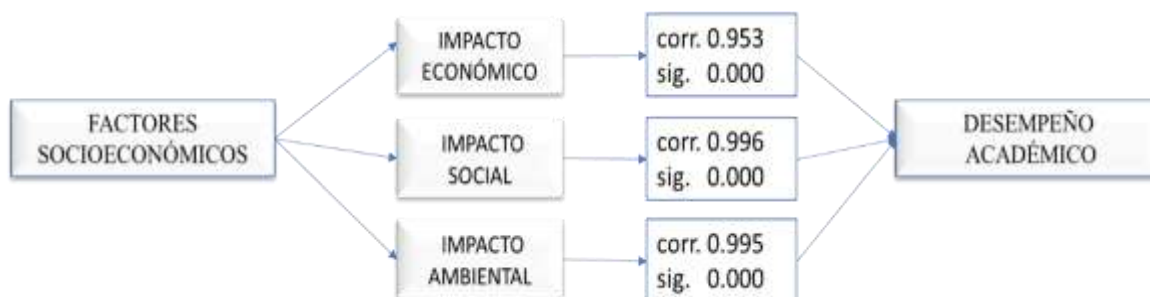 FACTORES
SOCIOECONÓMICOS
IMPACTO
ECONÓMICO
corr. 0.953
sig. 0.000
IMPACTO
SOCIAL
corr. 0.996
sig. 0.000
IMPACTO
AMBIENTAL
corr. 0.995
sig. 0.000
DESEMPEÑO
ACADÉMICO